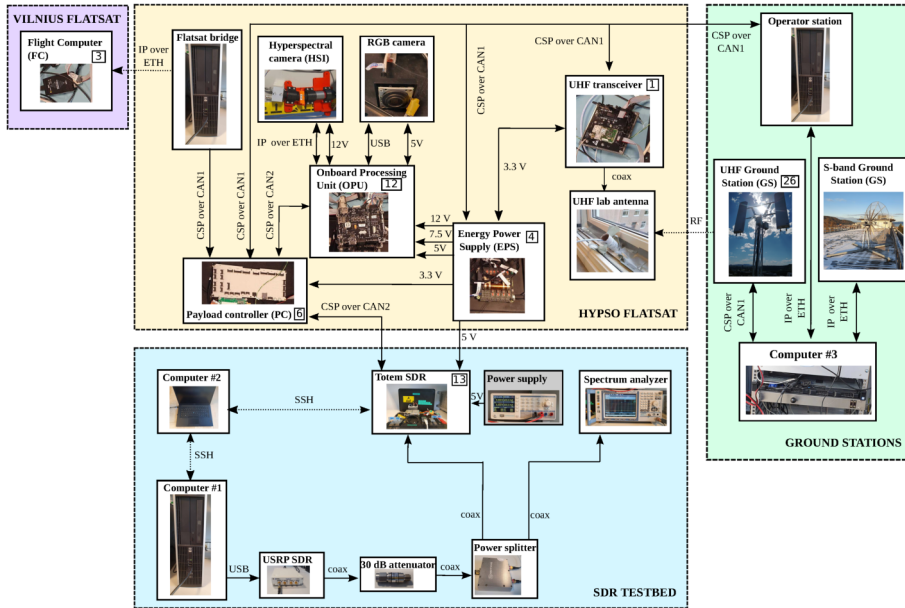 VILNIUS FLATSAT
Flight Computer
(FC)
3
IP over
ETH
Flatsat bridge
Hyperspectral
camera (HSI)
RGB camera
CSP over CAN1
CSP over CAN1
UHF transceiver
1
IP over ETH
12V
USB
5V
3.3 V
coax
Onboard Processing
Unit (OPU)
12
CSP over CAN1
CSP over CAN1
CSP over CAN2
12 V
7.5 V
5V
Energy Power
Supply (EPS)
4
UHF lab antenna
RF
3.3 V
Payload controller (PC)
6
CSP over CAN2
5 V
HYPSO FLATSAT
Operator station
CSP over
CAN1
UHF Ground
Station (GS)
26
S-band Ground
Station (GS)
CSP over
CAN1
IP over
ETH
IP over
ETH
Computer #3
GROUND STATIONS
Computer #2
SSH
SSH
Totem SDR
13
5V
Power supply
Spectrum analyzer
Computer #1
USB
USRP SDR
coax
30 dB attenuator
coax
Power splitter
coax
coax
SDR TESTBED